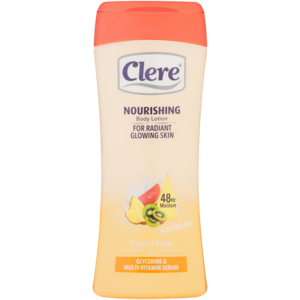 Clere®
NOURISHING
Body Lotion
FOR RADIANT
GLOWING SKIN
48Hr
Moisture
GLYCERINE &
MULTI-VITAMIN SERUM